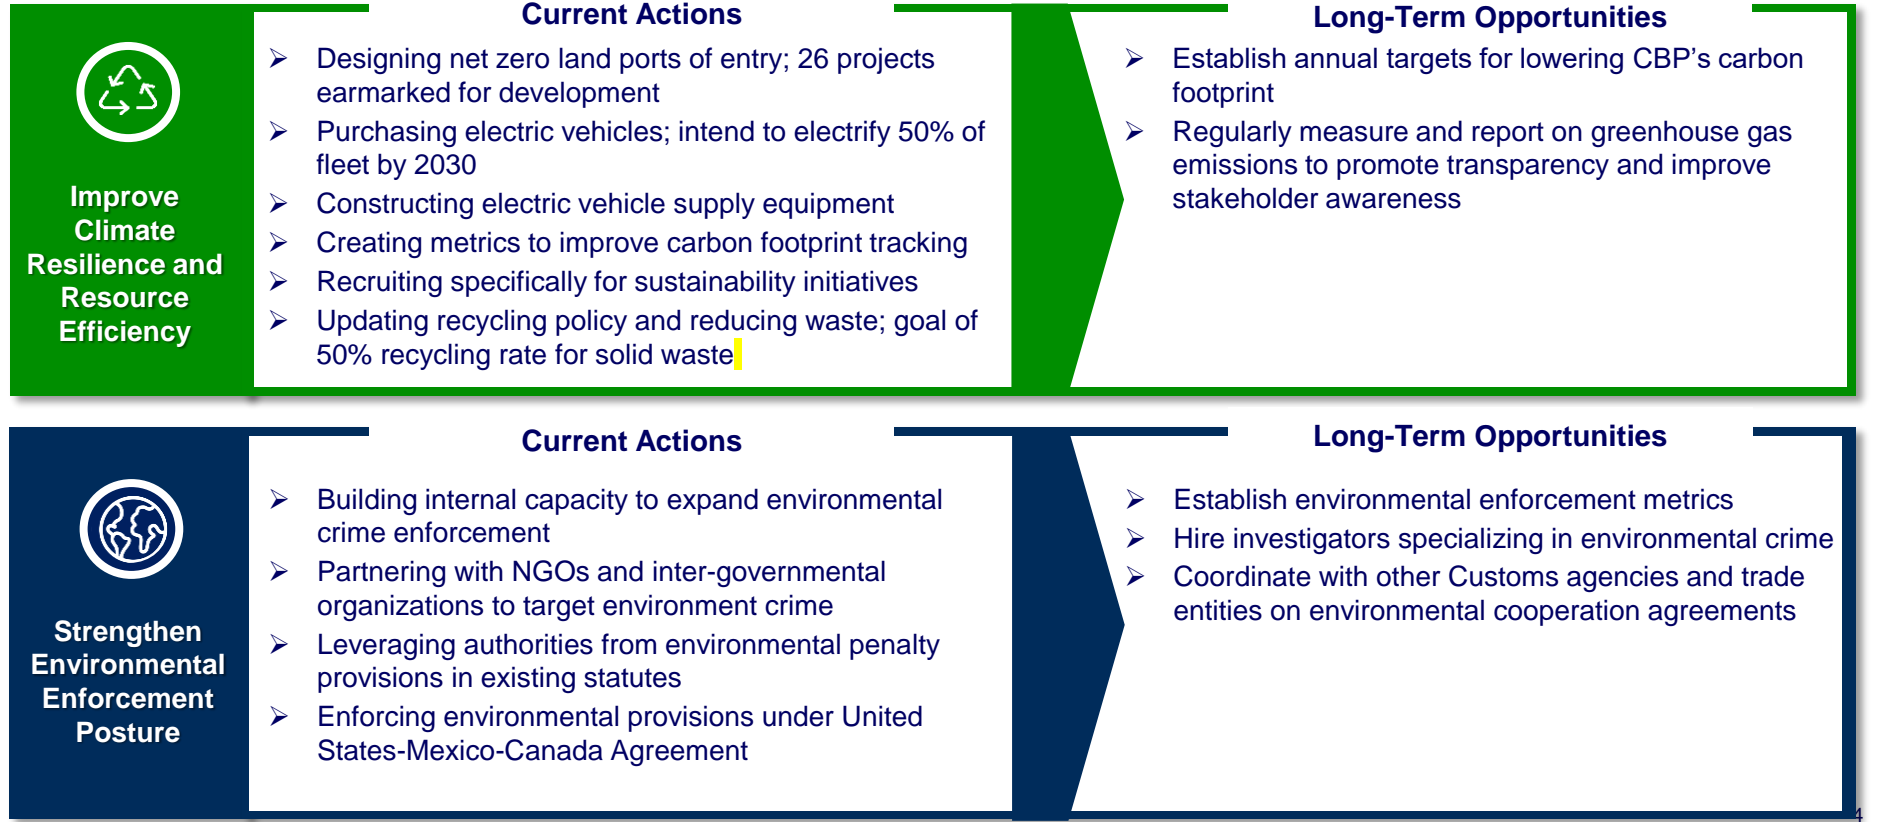 Improve
Climate
Resilience and
Resource
Efficiency
Current Actions
➢ Designing net zero land ports of entry; 26 projects
earmarked for development
➢ Purchasing electric vehicles; intend to electrify 50% of
fleet by 2030
➢ Constructing electric vehicle supply equipment
➢ Creating metrics to improve carbon footprint tracking
➢ Recruiting specifically for sustainability initiatives
➢ Updating recycling policy and reducing waste; goal of
50% recycling rate for solid waste
Long-Term Opportunities
➢ Establish annual targets for lowering CBP’s carbon
footprint
➢ Regularly measure and report on greenhouse gas
emissions to promote transparency and improve
stakeholder awareness
Strengthen
Environmental
Enforcement
Posture
Current Actions
➢ Building internal capacity to expand environmental
crime enforcement
➢ Partnering with NGOs and inter-governmental
organizations to target environment crime
➢ Leveraging authorities from environmental penalty
provisions in existing statutes
➢ Enforcing environmental provisions under United
States-Mexico-Canada Agreement
Long-Term Opportunities
➢ Establish environmental enforcement metrics
➢ Hire investigators specializing in environmental crime
➢ Coordinate with other Customs agencies and trade
entities on environmental cooperation agreements
4